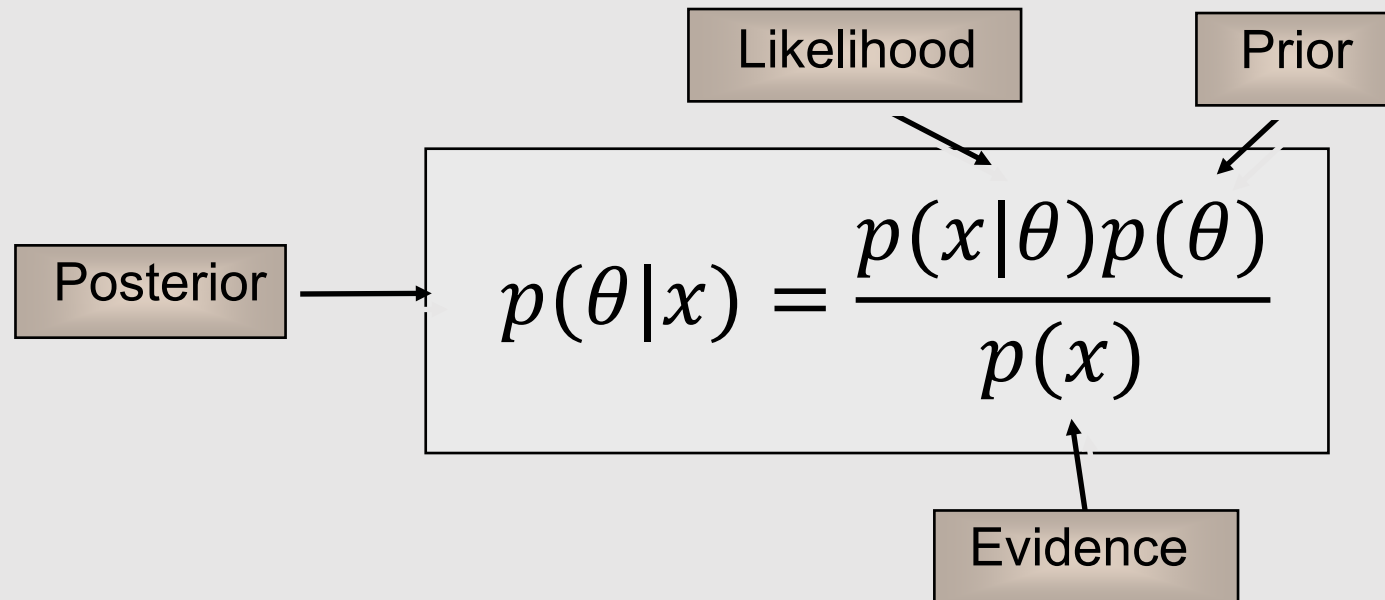 Likelihood Prior
Posterior
p(θ|x) = p(x|θ)p(θ) / p(x)
Evidence